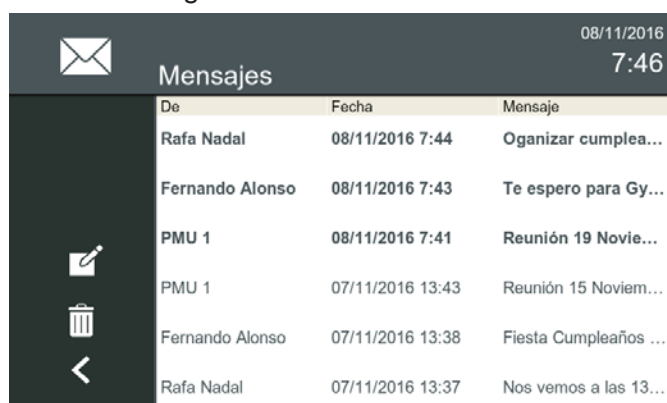 08/11/2016
7:46
Mensajes
De Fecha Mensaje
Rafa Nadal 08/11/2016 7:44 Oganizar cumplea...
Fernando Alonso 08/11/2016 7:43 Te espero para Gy...
PMU 1 08/11/2016 7:41 Reunión 19 Novie...
PMU 1 07/11/2016 13:43 Reunión 15 Noviem...
Fernando Alonso 07/11/2016 13:38 Fiesta Cumpleaños ...
Rafa Nadal 07/11/2016 13:37 Nos vemos a las 13...